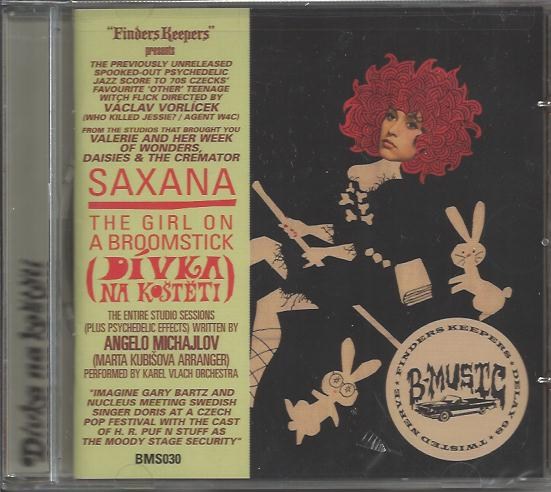 "Finders Keepers"
presents
THE PREVIOUSLY UNRELEASED
SPOOKED-OUT PSYCHEDELIC
JAZZ SCORE TO 70S CZECKS'
FAVOURITE 'OTHER' TEENAGE
WITCH FLICK DIRECTED BY
VÁCLAV VORLÍCEK
(WHO KILLED JESSIE? / AGENT W4C)
FROM THE STUDIOS THAT BROUGHT YOU
VALERIE AND HER WEEK
OF WONDERS,
DAISIES & THE CREMATOR
SAXANA
THE GIRL ON
A BROOMSTICK
(DÍVKA
NA KOŠTĚTI)
THE ENTIRE STUDIO SESSIONS
(PLUS PSYCHEDELIC EFFECTS) WRITTEN BY
ANGELO MICHAJLOV
(MARTA KUBIŠOVA ARRANGER)
PERFORMED BY KAREL VLACH ORCHESTRA
"IMAGINE GARY BARTZ AND
NUCLEUS MEETING SWEDISH
SINGER DORIS AT A CZECH
POP FESTIVAL WITH THE CAST
OF H. R. PUF N STUFF AS
THE MOODY STAGE SECURITY"
BMS030
Dívka na koštěti
FINDERS KEEPERS • DELAY 68 • TWISTED NERVE •
B-MUSIC